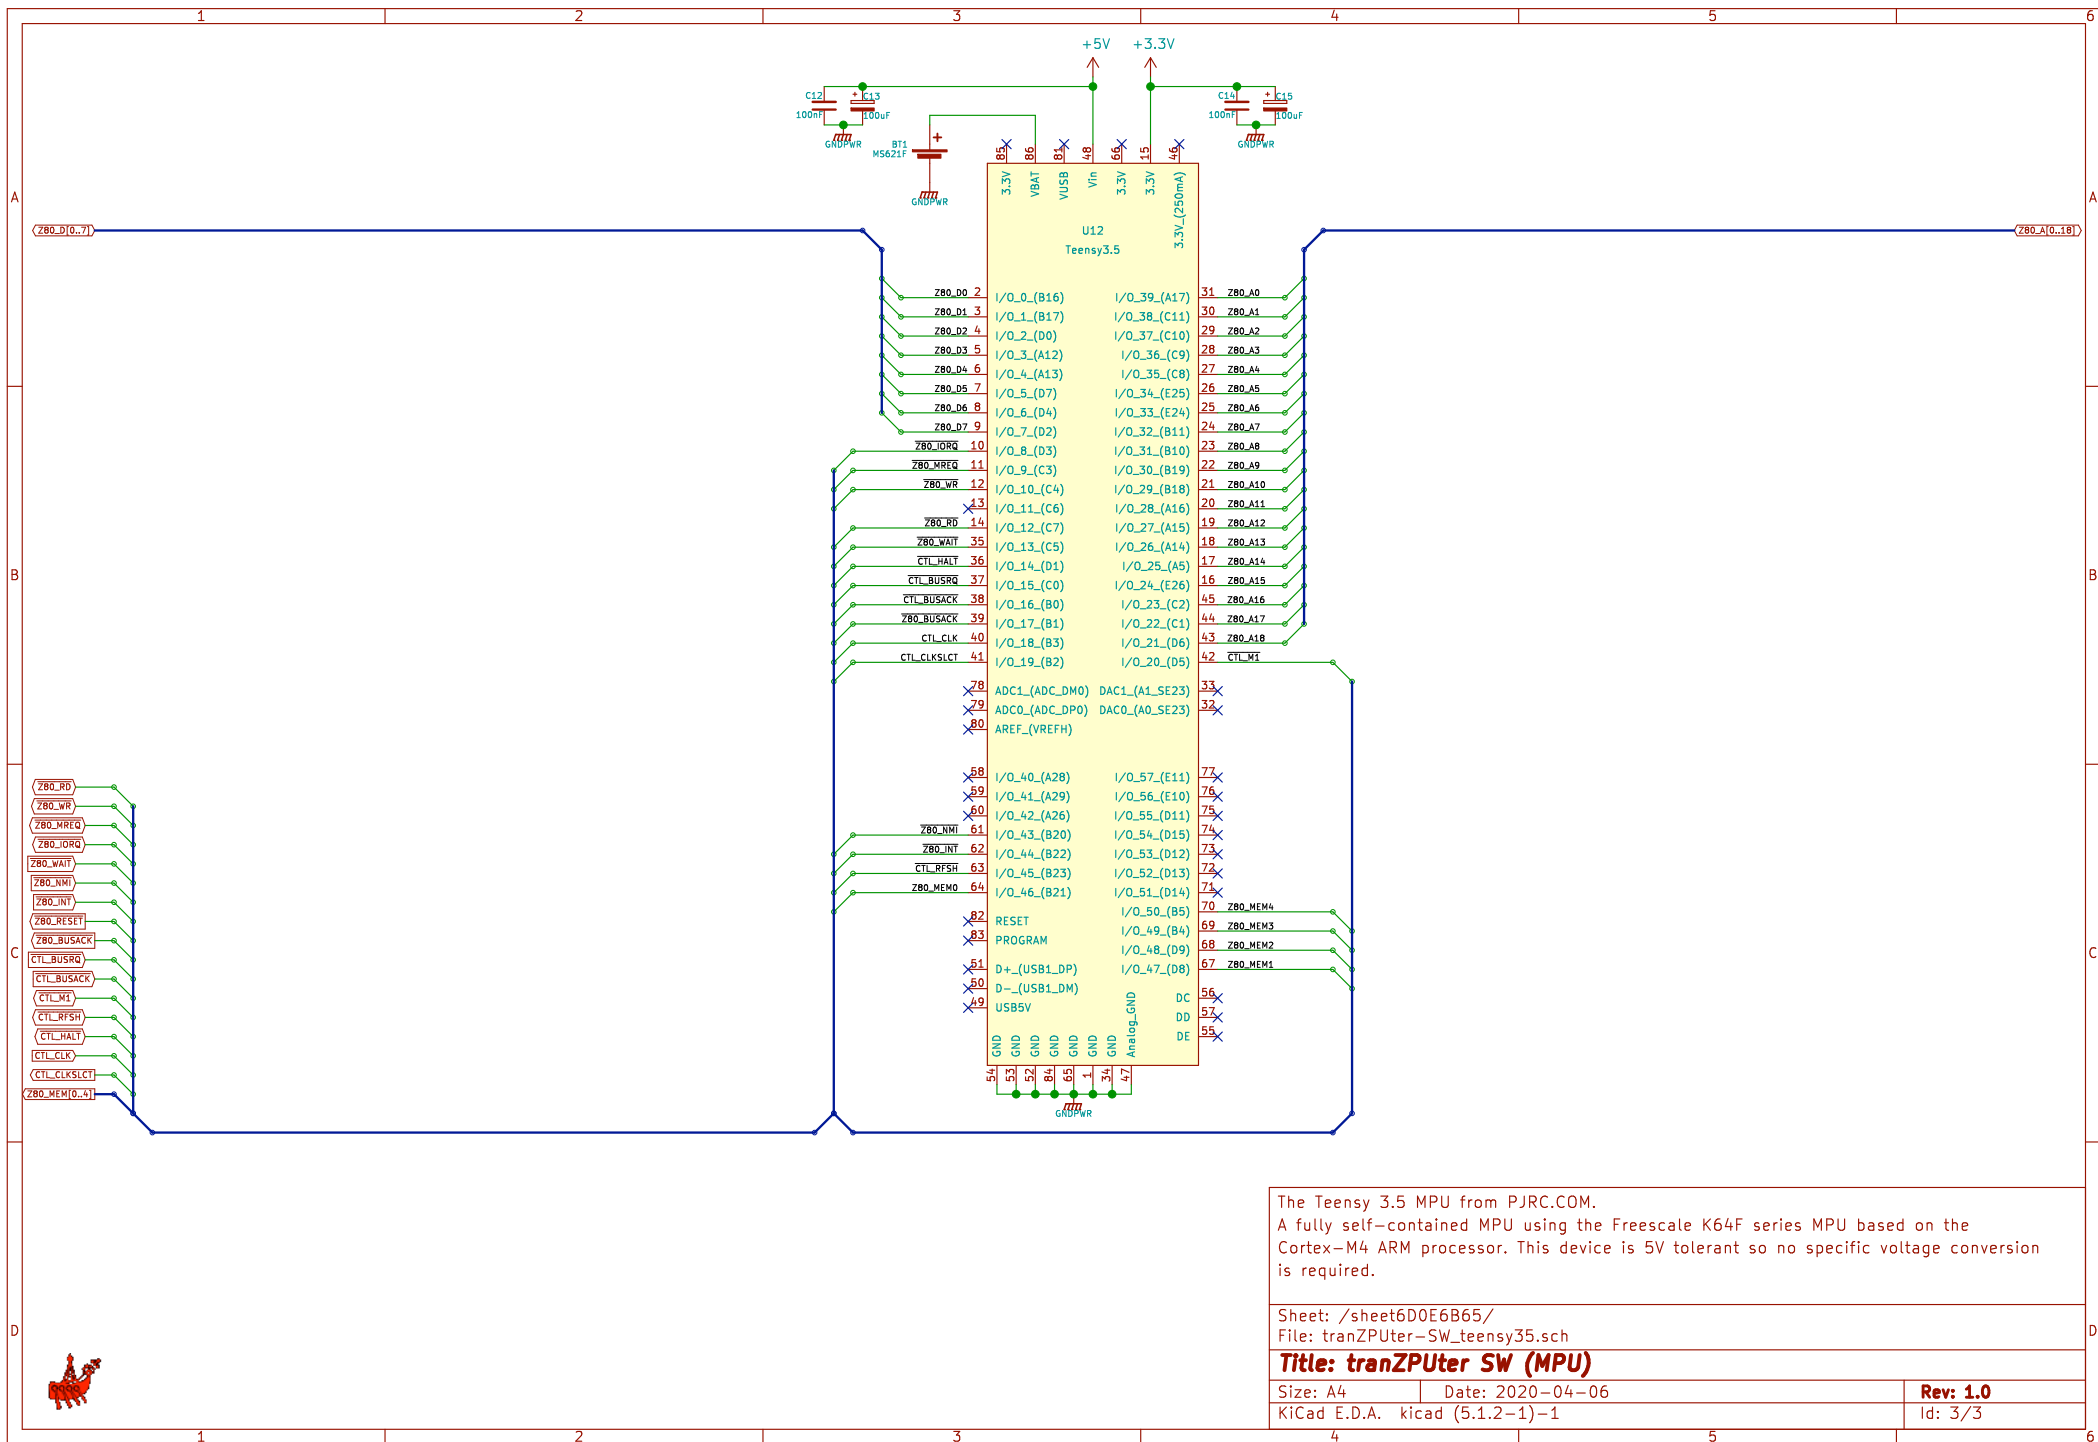 1 2 3 4 5 6
+5V +3.3V
C12 100nF
C13 100uF
GNDPWR
C14 100nF
C15 100uF
GNDPWR
BT1
MS621F
GNDPWR
85 86 81 48 66 15 46
3.3V VBAT VUSB Vin 3.3V 3.3V 3.3V_(250mA)
A A
U12
Teensy3.5
Z80_D[0..7]
Z80_A[0..18]
Z80_D0 2 I/O_0_(B16) I/O_39_(A17) 31 Z80_A0
Z80_D1 3 I/O_1_(B17) I/O_38_(C11) 30 Z80_A1
Z80_D2 4 I/O_2_(D0) I/O_37_(C10) 29 Z80_A2
Z80_D3 5 I/O_3_(A12) I/O_36_(C9) 28 Z80_A3
Z80_D4 6 I/O_4_(A13) I/O_35_(C8) 27 Z80_A4
Z80_D5 7 I/O_5_(D7) I/O_34_(E25) 26 Z80_A5
Z80_D6 8 I/O_6_(D4) I/O_33_(E24) 25 Z80_A6
Z80_D7 9 I/O_7_(D2) I/O_32_(B11) 24 Z80_A7
Z80_IORQ 10 I/O_8_(D3) I/O_31_(B10) 23 Z80_A8
Z80_MREQ 11 I/O_9_(C3) I/O_30_(B19) 22 Z80_A9
Z80_WR 12 I/O_10_(C4) I/O_29_(B18) 21 Z80_A10
13 I/O_11_(C6) I/O_28_(A16) 20 Z80_A11
Z80_RD 14 I/O_12_(C7) I/O_27_(A15) 19 Z80_A12
Z80_WAIT 35 I/O_13_(C5) I/O_26_(A14) 18 Z80_A13
CTL_HALT 36 I/O_14_(D1) I/O_25_(A5) 17 Z80_A14
B B
CTL_BUSRQ 37 I/O_15_(C0) I/O_24_(E26) 16 Z80_A15
CTL_BUSACK 38 I/O_16_(B0) I/O_23_(C2) 45 Z80_A16
Z80_BUSACK 39 I/O_17_(B1) I/O_22_(C1) 44 Z80_A17
CTL_CLK 40 I/O_18_(B3) I/O_21_(D6) 43 Z80_A18
CTL_CLKSLCT 41 I/O_19_(B2) I/O_20_(D5) 42 CTL_M1
78 ADC1_(ADC_DM0) DAC1_(A1_SE23) 33
79 ADC0_(ADC_DP0) DAC0_(A0_SE23) 32
80 AREF_(VREFH)
58 I/O_40_(A28) I/O_57_(E11) 77
59 I/O_41_(A29) I/O_56_(E10) 76
60 I/O_42_(A26) I/O_55_(D11) 75
Z80_NMI 61 I/O_43_(B20) I/O_54_(D15) 74
Z80_INT 62 I/O_44_(B22) I/O_53_(D12) 73
CTL_RFSH 63 I/O_45_(B23) I/O_52_(D13) 72
Z80_MEM0 64 I/O_46_(B21) I/O_51_(D14) 71
I/O_50_(B5) 70 Z80_MEM4
82 RESET
I/O_49_(B4) 69 Z80_MEM3
83 PROGRAM
I/O_48_(D9) 68 Z80_MEM2
51 D+_(USB1_DP) I/O_47_(D8) 67 Z80_MEM1
50 D-_(USB1_DM)
DC 56
49 USB5V
DD 57
DE 55
GND GND GND GND GND GND GND Analog_GND
54 53 52 84 65 1 34 47
GNDPWR
Z80_RD
Z80_WR
Z80_MREQ
Z80_IORQ
Z80_WAIT
Z80_NMI
Z80_INT
Z80_RESET
Z80_BUSACK
C C
CTL_BUSRQ
CTL_BUSACK
CTL_M1
CTL_RFSH
CTL_HALT
CTL_CLK
CTL_CLKSLCT
Z80_MEM[0..4]
The Teensy 3.5 MPU from PJRC.COM.
A fully self-contained MPU using the Freescale K64F series MPU based on the
Cortex-M4 ARM processor. This device is 5V tolerant so no specific voltage conversion
is required.
Sheet: /sheet6D0E6B65/
D D
File: tranZPUter-SW_teensy35.sch
Title: tranZPUter SW (MPU)
Size: A4 Date: 2020-04-06 Rev: 1.0
KiCad E.D.A. kicad (5.1.2-1)-1 Id: 3/3
1 2 3 4 5 6